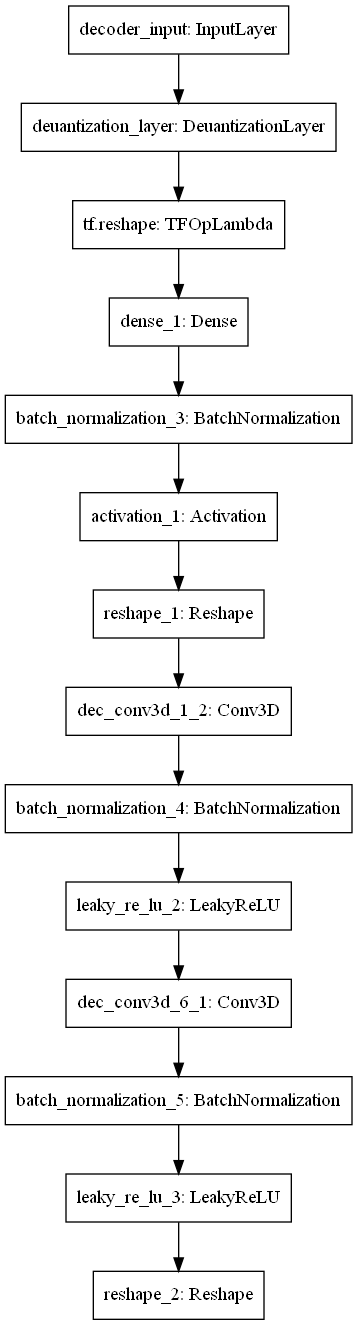 decoder_input: InputLayer
deuantization_layer: DeuantizationLayer
tf.reshape: TFOpLambda
dense_1: Dense
batch_normalization_3: BatchNormalization
activation_1: Activation
reshape_1: Reshape
dec_conv3d_1_2: Conv3D
batch_normalization_4: BatchNormalization
leaky_re_lu_2: LeakyReLU
dec_conv3d_6_1: Conv3D
batch_normalization_5: BatchNormalization
leaky_re_lu_3: LeakyReLU
reshape_2: Reshape